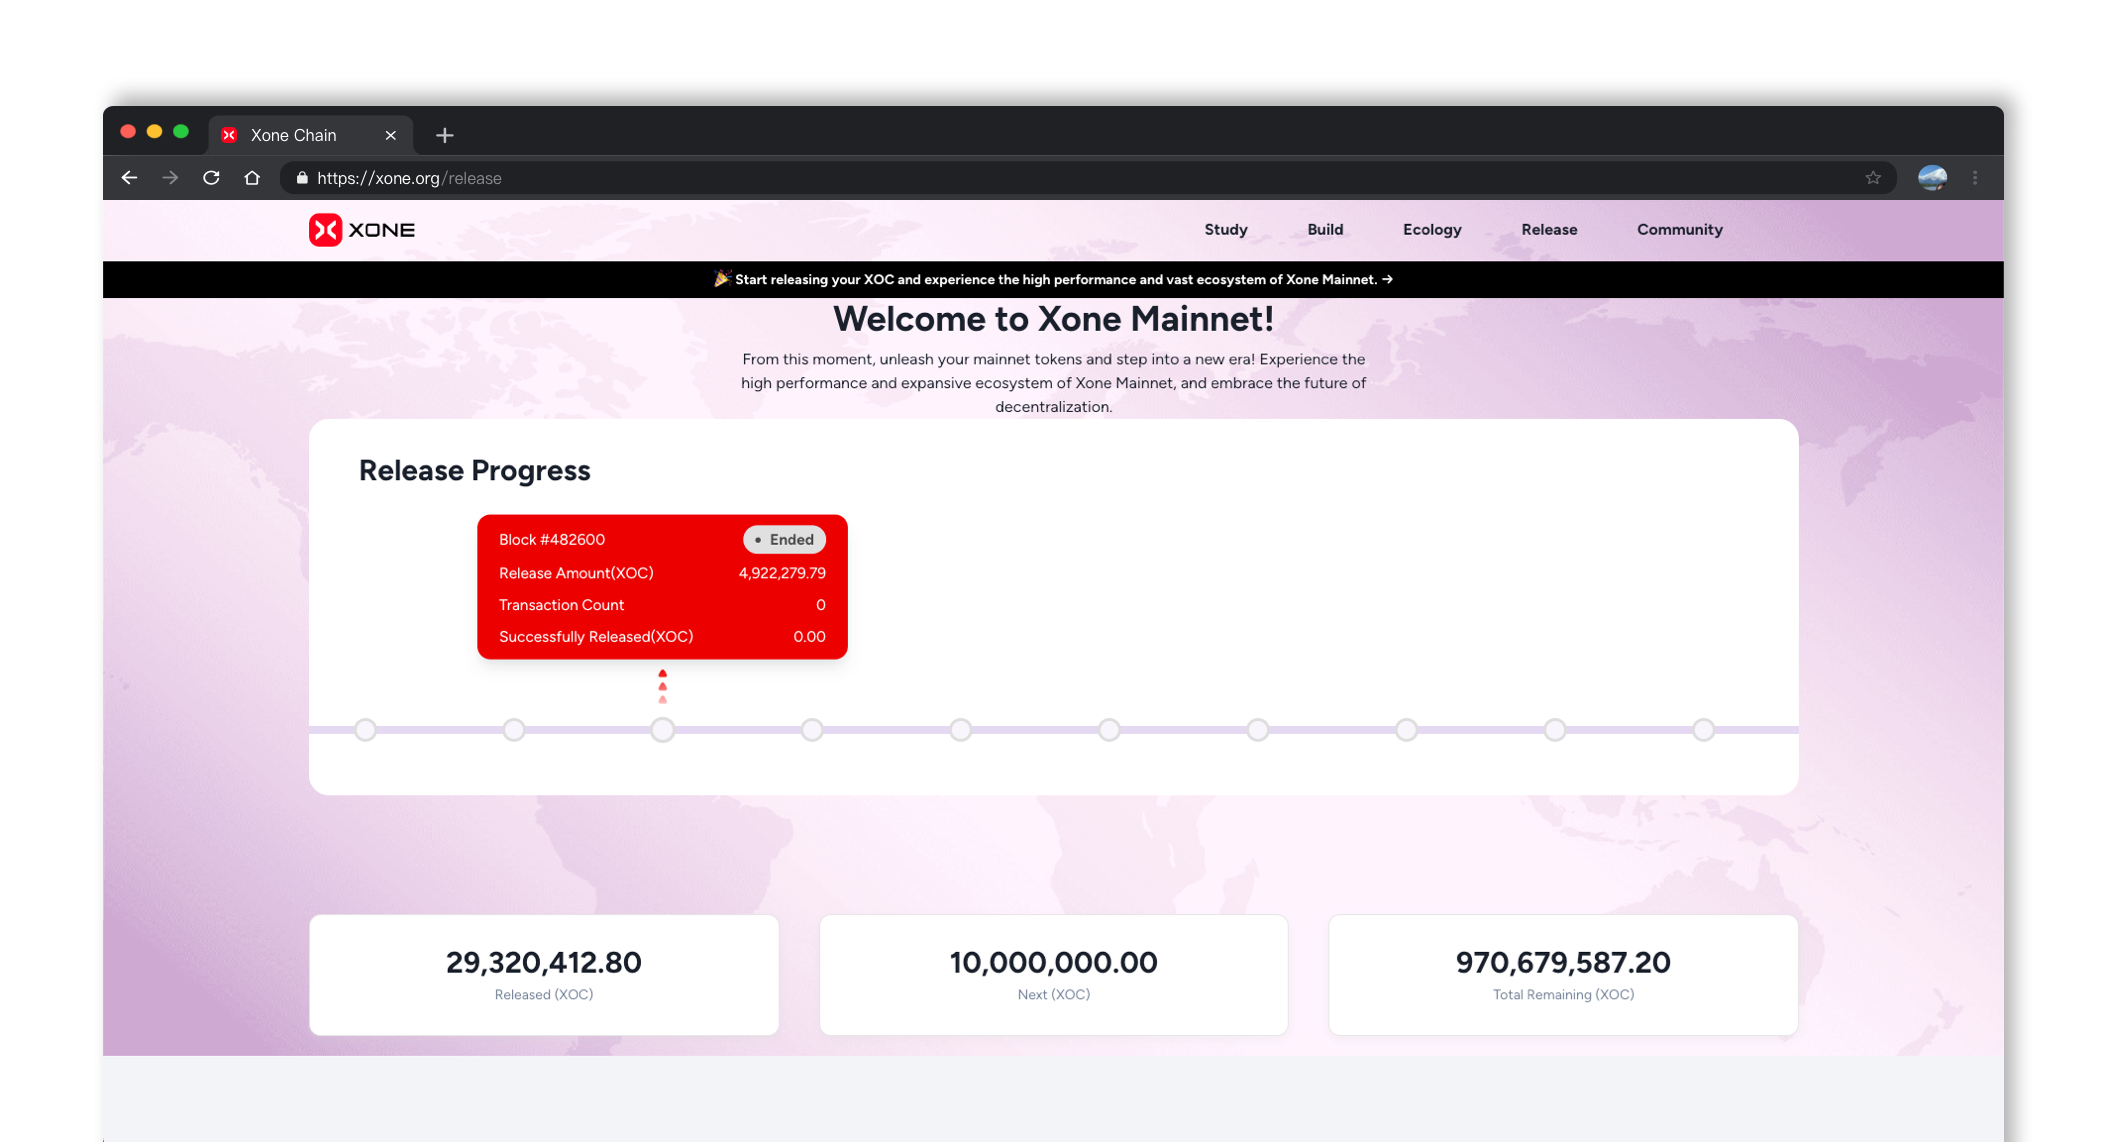 Xone Chain
https://xone.org/release
XONE
Study Build Ecology Release Community
🎉Start releasing your XOC and experience the high performance and vast ecosystem of Xone Mainnet. →
Welcome to Xone Mainnet!
From this moment, unleash your mainnet tokens and step into a new era! Experience the
high performance and expansive ecosystem of Xone Mainnet, and embrace the future of
decentralization.
Release Progress
Block #482600 • Ended
Release Amount(XOC) 4,922,279.79
Transaction Count 0
Successfully Released(XOC) 0.00
29,320,412.80
Released (XOC)
10,000,000.00
Next (XOC)
970,679,587.20
Total Remaining (XOC)